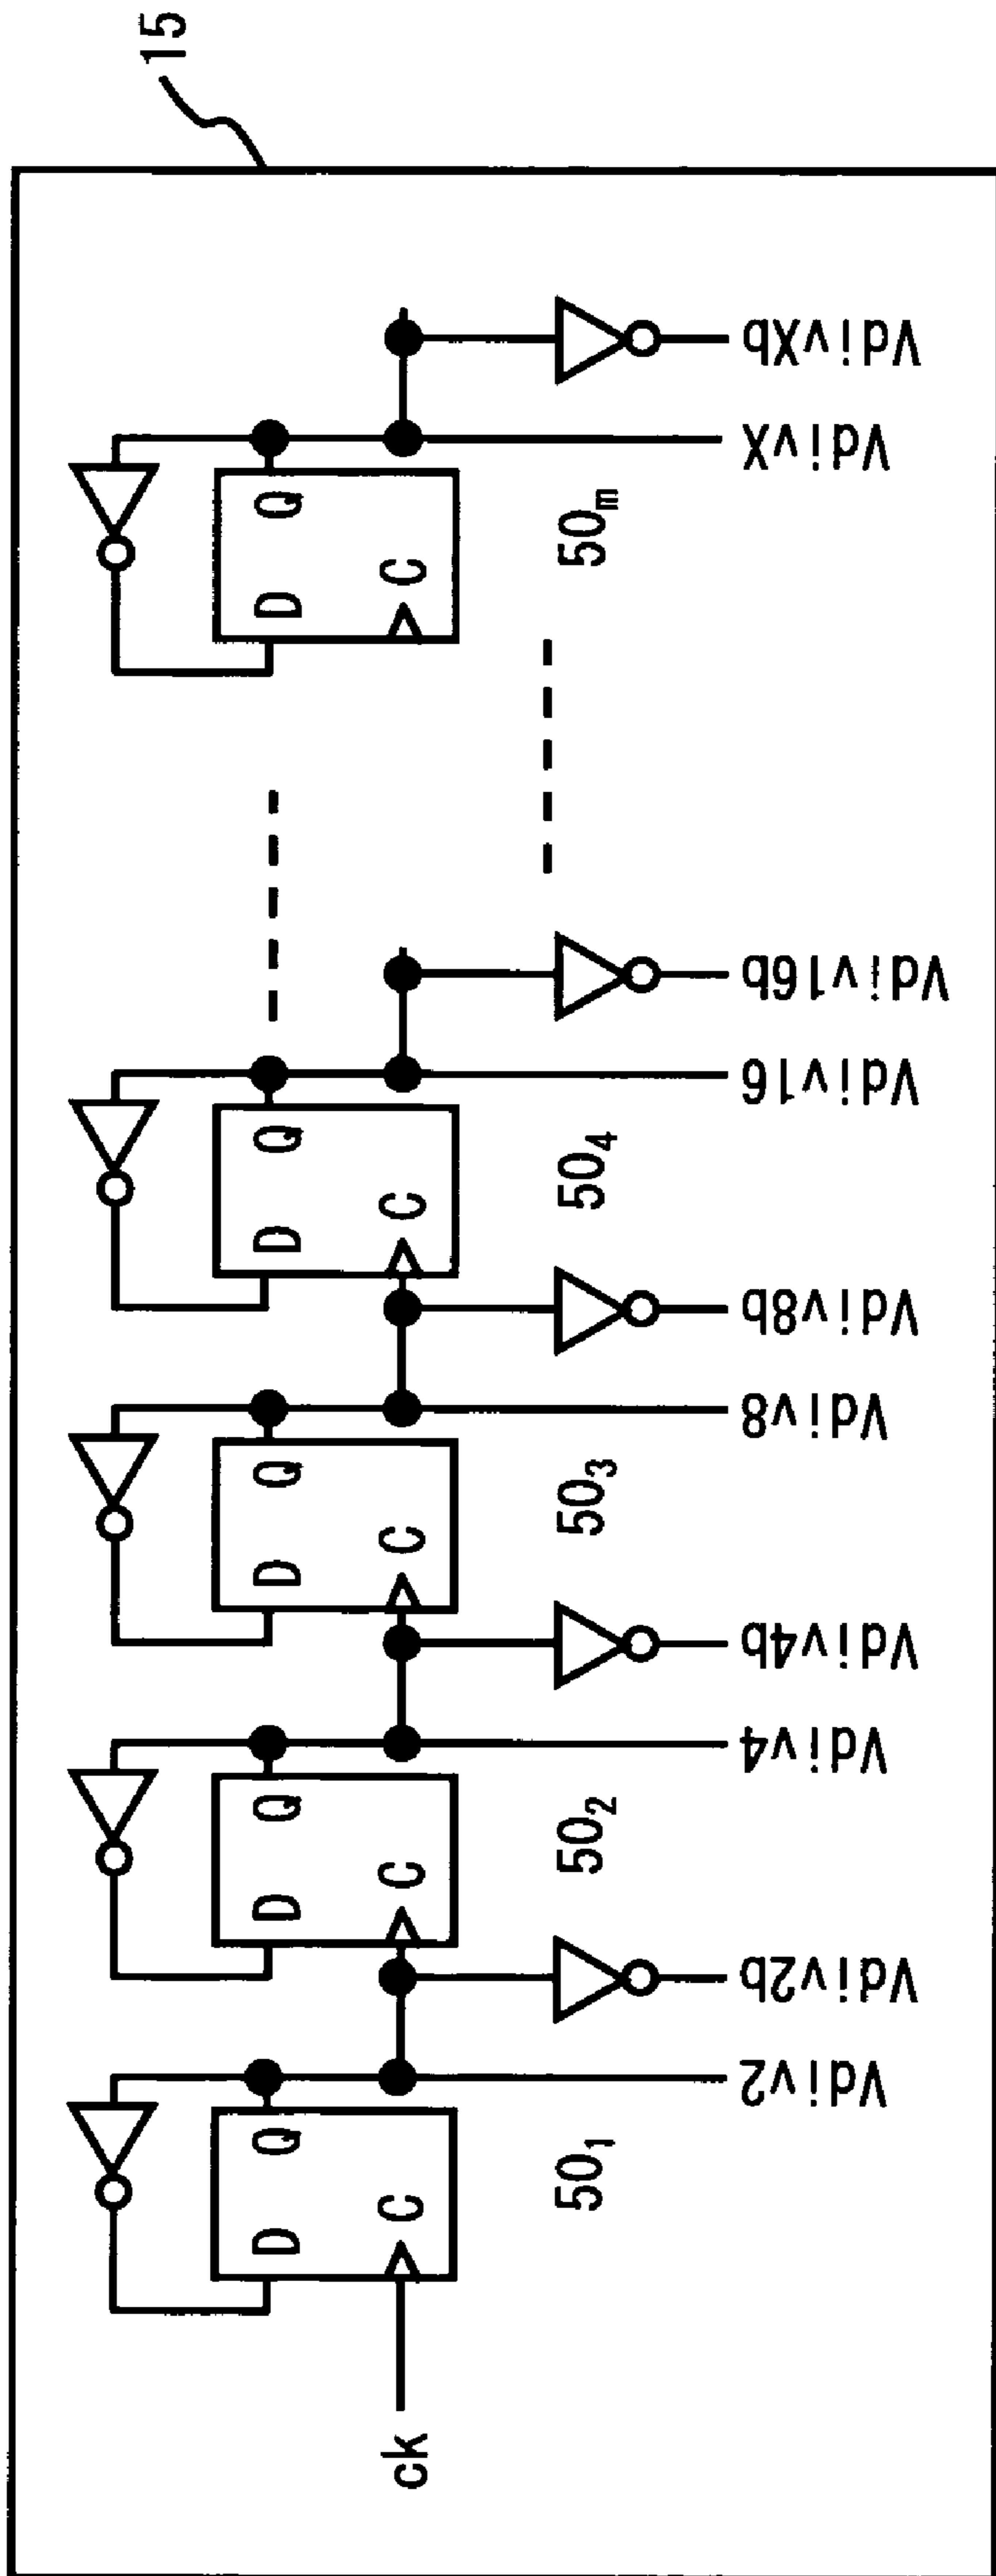 15
D Q
C
D Q
C
D Q
C
D Q
C
D Q
C
ck
50₁
50₂
50₃
50₄
50ₘ
Vdiv2
Vdiv2b
Vdiv4
Vdiv4b
Vdiv8
Vdiv8b
Vdiv16
Vdiv16b
VdivX
VdivXb